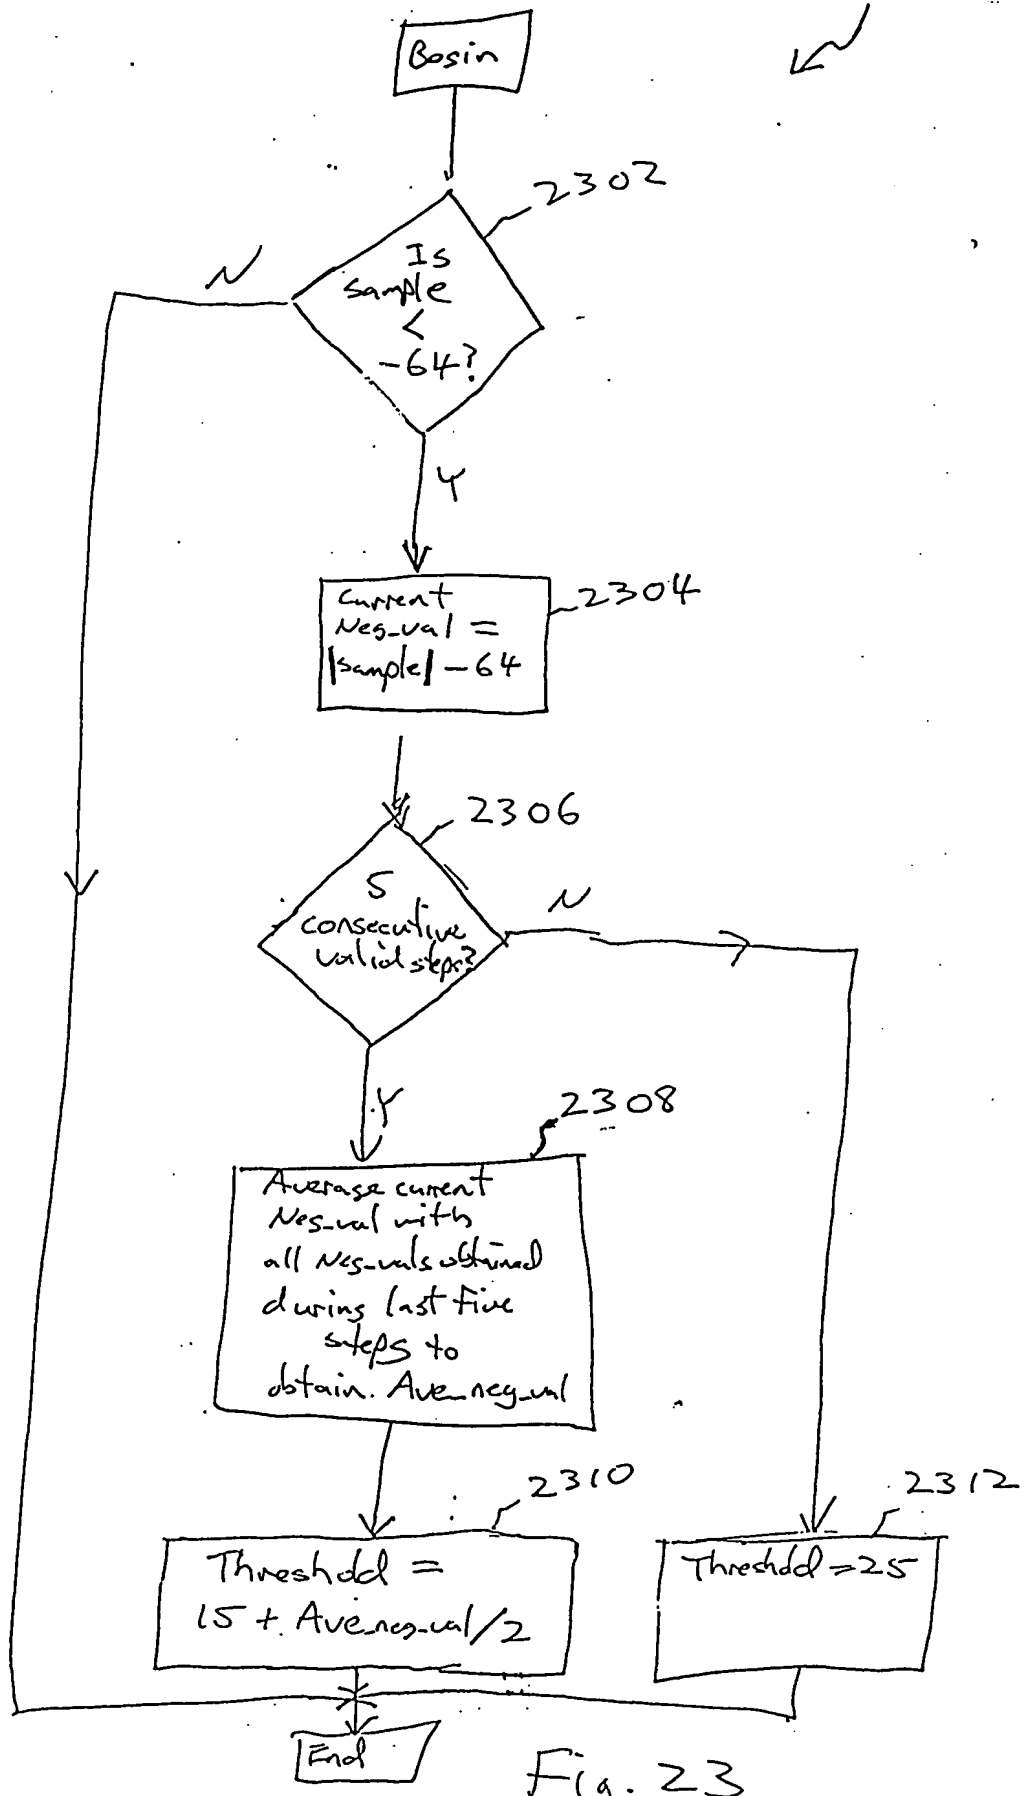 Begin
2302
N
Is
sample
<
-64?
Y
2304
Current
Neg_val =
|sample| - 64
2306
5
consecutive
valid steps?
N
Y
2308
Average current
Neg_val with
all Neg_vals obtained
during last five
steps to
obtain. Ave_neg_val
2310
Threshold =
15 + Ave_neg_val/2
2312
Threshold = 25
End
Fig. 23